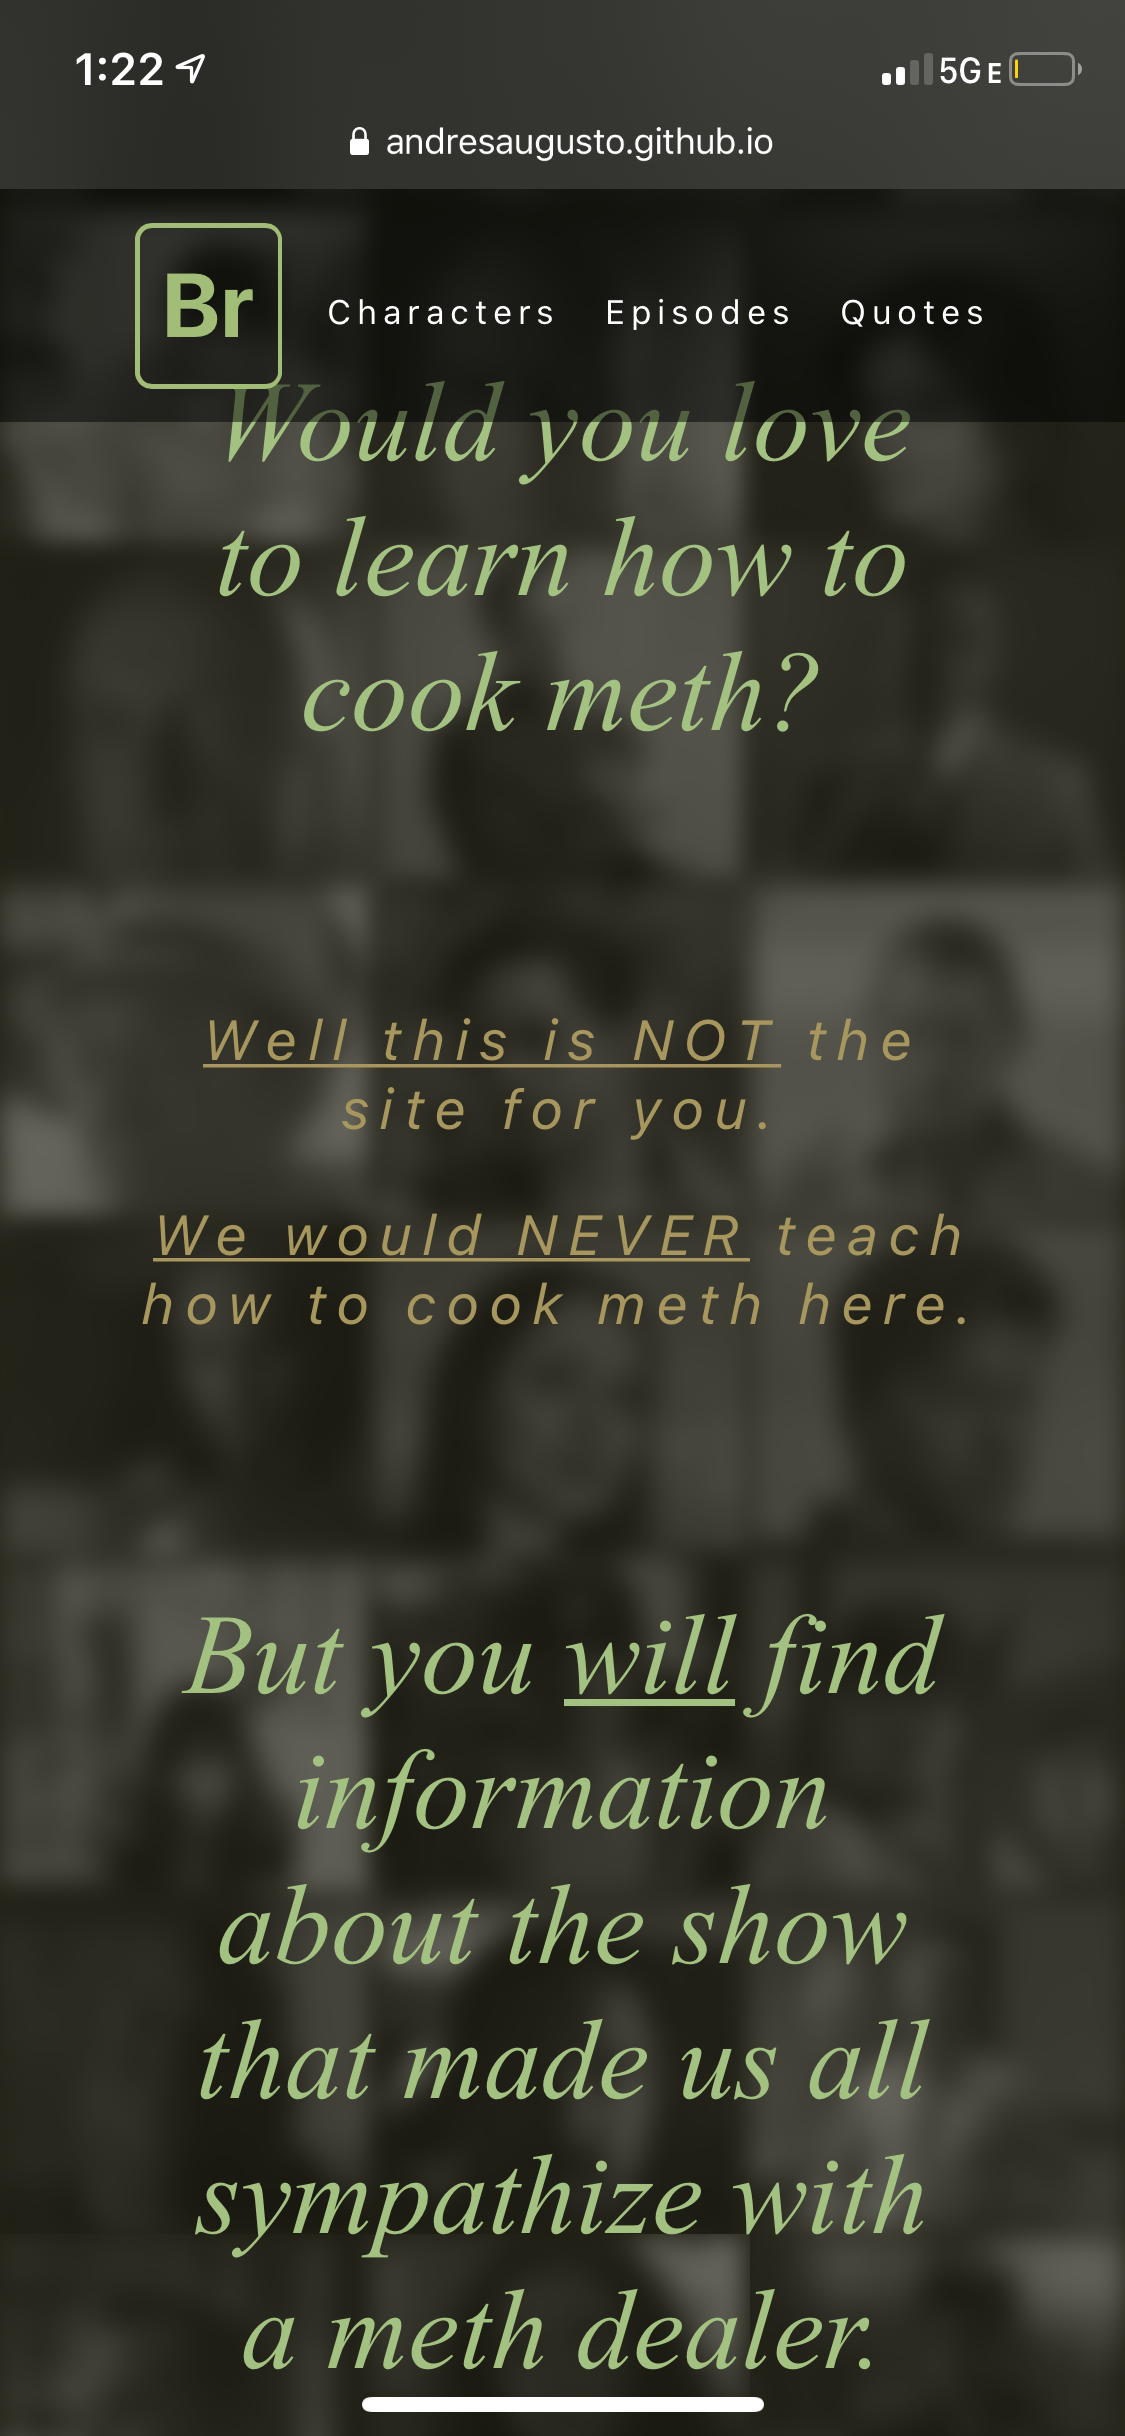 1:22
5GE
andresaugusto.github.io
Br
Characters Episodes Quotes
Would you love
to learn how to
cook meth?
Well this is NOT the
site for you.
We would NEVER teach
how to cook meth here.
But you will find
information
about the show
that made us all
sympathize with
a meth dealer.